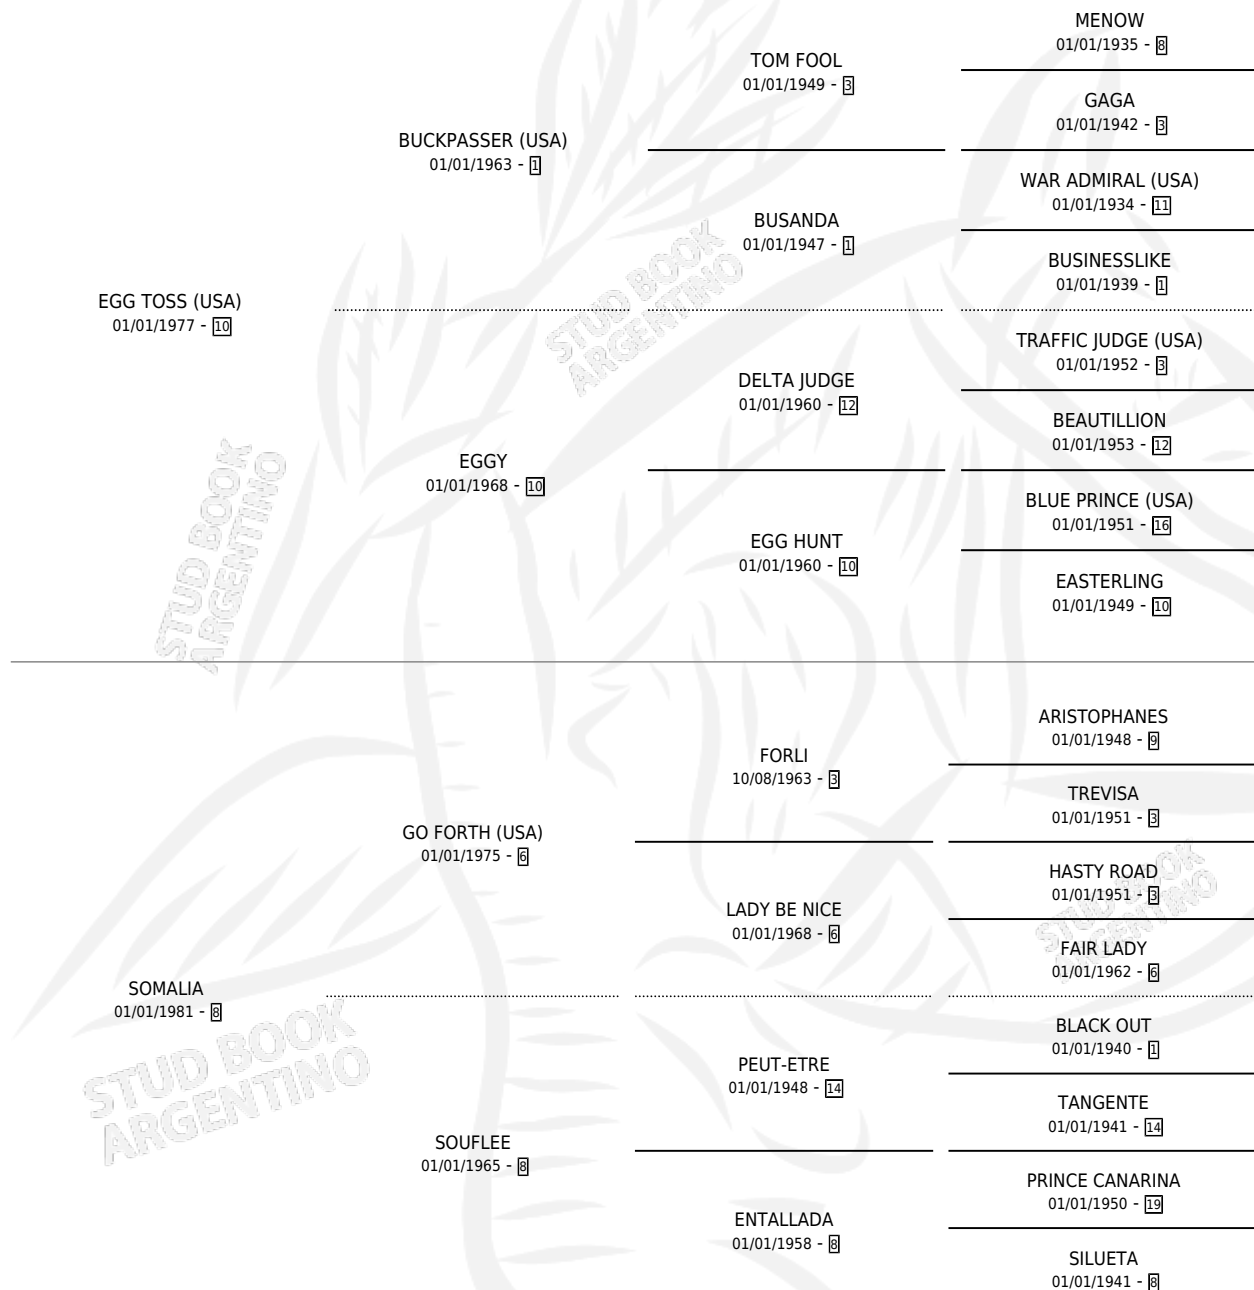 MENOW
01/01/1935 - 8
TOM FOOL
01/01/1949 - 3
GAGA
01/01/1942 - 3
BUCKPASSER (USA)
01/01/1963 - 1
WAR ADMIRAL (USA)
01/01/1934 - 11
BUSANDA
01/01/1947 - 1
BUSINESSLIKE
01/01/1939 - 1
EGG TOSS (USA)
01/01/1977 - 10
TRAFFIC JUDGE (USA)
01/01/1952 - 3
DELTA JUDGE
01/01/1960 - 12
BEAUTILLION
01/01/1953 - 12
EGGY
01/01/1968 - 10
BLUE PRINCE (USA)
01/01/1951 - 16
EGG HUNT
01/01/1960 - 10
EASTERLING
01/01/1949 - 10
ARISTOPHANES
01/01/1948 - 9
FORLI
10/08/1963 - 3
TREVISA
01/01/1951 - 3
GO FORTH (USA)
01/01/1975 - 6
HASTY ROAD
01/01/1951 - 3
LADY BE NICE
01/01/1968 - 6
FAIR LADY
01/01/1962 - 6
SOMALIA
01/01/1981 - 8
BLACK OUT
01/01/1940 - 1
PEUT-ETRE
01/01/1948 - 14
TANGENTE
01/01/1941 - 14
SOUFLEE
01/01/1965 - 8
PRINCE CANARINA
01/01/1950 - 19
ENTALLADA
01/01/1958 - 8
SILUETA
01/01/1941 - 8
STUD BOOK
ARGENTINO
STUD BOOK
ARGENTINO
STUD BOOK
ARGENTINO
STUD BOOK
ARGENTINO